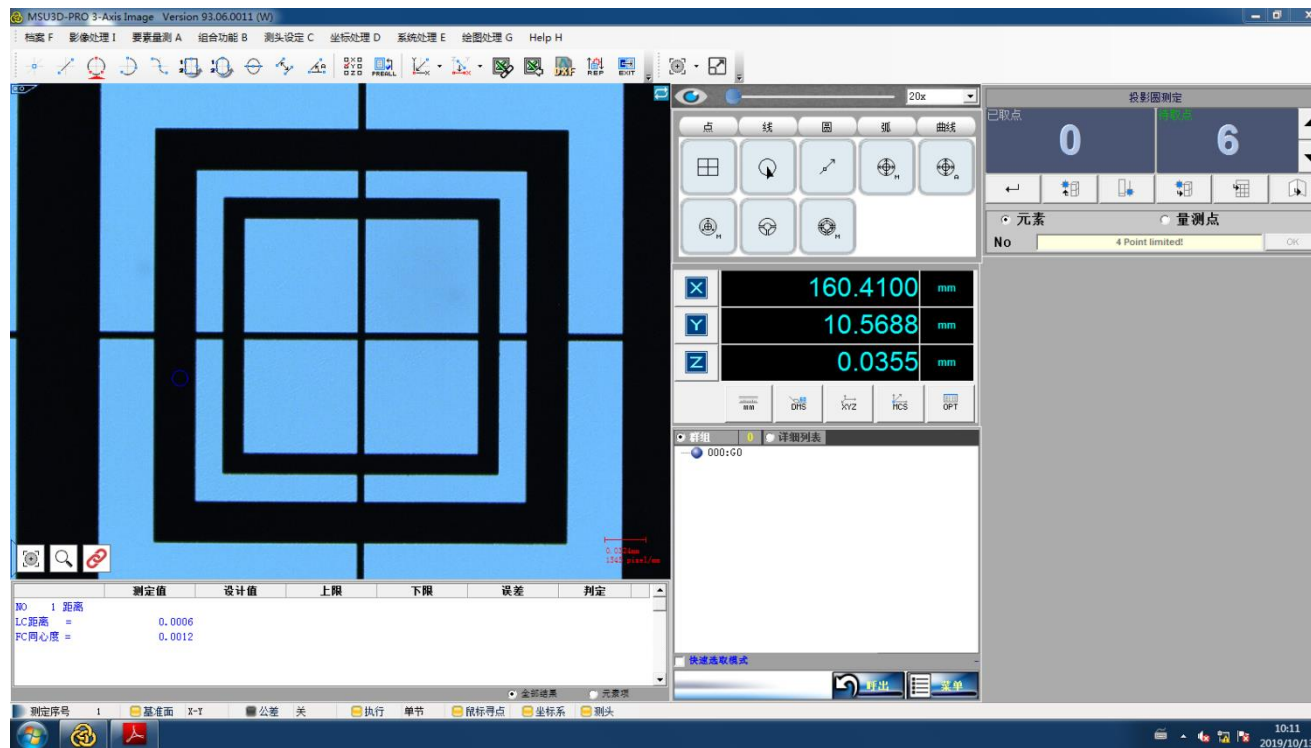 MSU3D-PRO 3-Axis Image Version 93.06.0011 (W)
档案 F 影像处理 I 要素量测 A 组合功能 B 测头设定 C 坐标处理 D 系统处理 E 绘图处理 G Help H
PREALL DXF REP EXIT
20x
点 线 圆 弧 曲线
H A
H H
投影圆测定
已取点 待取点
0 6
元素 量测点
No 4 Point limited! OK
X 160.4100 mm
Y 10.5688 mm
Z 0.0355 mm
mm DMS XYZ MCS OPT
群组 0 详细列表
000:G0
测定值 设计值 上限 下限 误差 判定
NO 1 距离
LC距离 = 0.0006
FC同心度 = 0.0012
快速选取模式
呼出 菜单
全部结果 元素项
测定序号 1 基准面 X-Y 公差 关 执行 单节 鼠标寻点 坐标系 测头
10:11